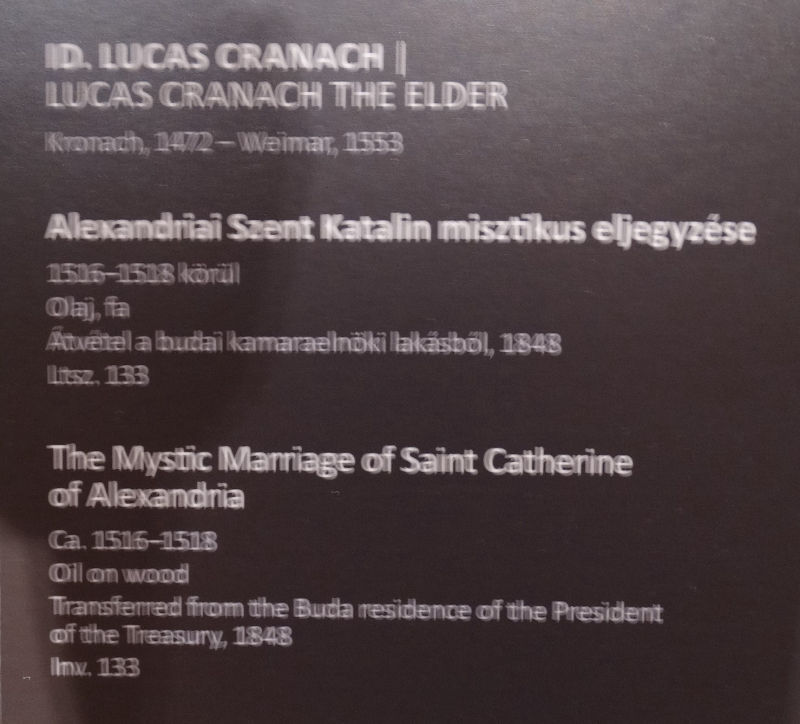 ID. LUCAS CRANACH |
LUCAS CRANACH THE ELDER
Kronach, 1472 – Weimar, 1553
Alexandriai Szent Katalin misztikus eljegyzése
1516–1518 körül
Olaj, fa
Átvétel a budai kamaraelnöki lakásból, 1848
Ltsz. 133
The Mystic Marriage of Saint Catherine
of Alexandria
Ca. 1516–1518
Oil on wood
Transferred from the Buda residence of the President
of the Treasury, 1848
Inv. 133